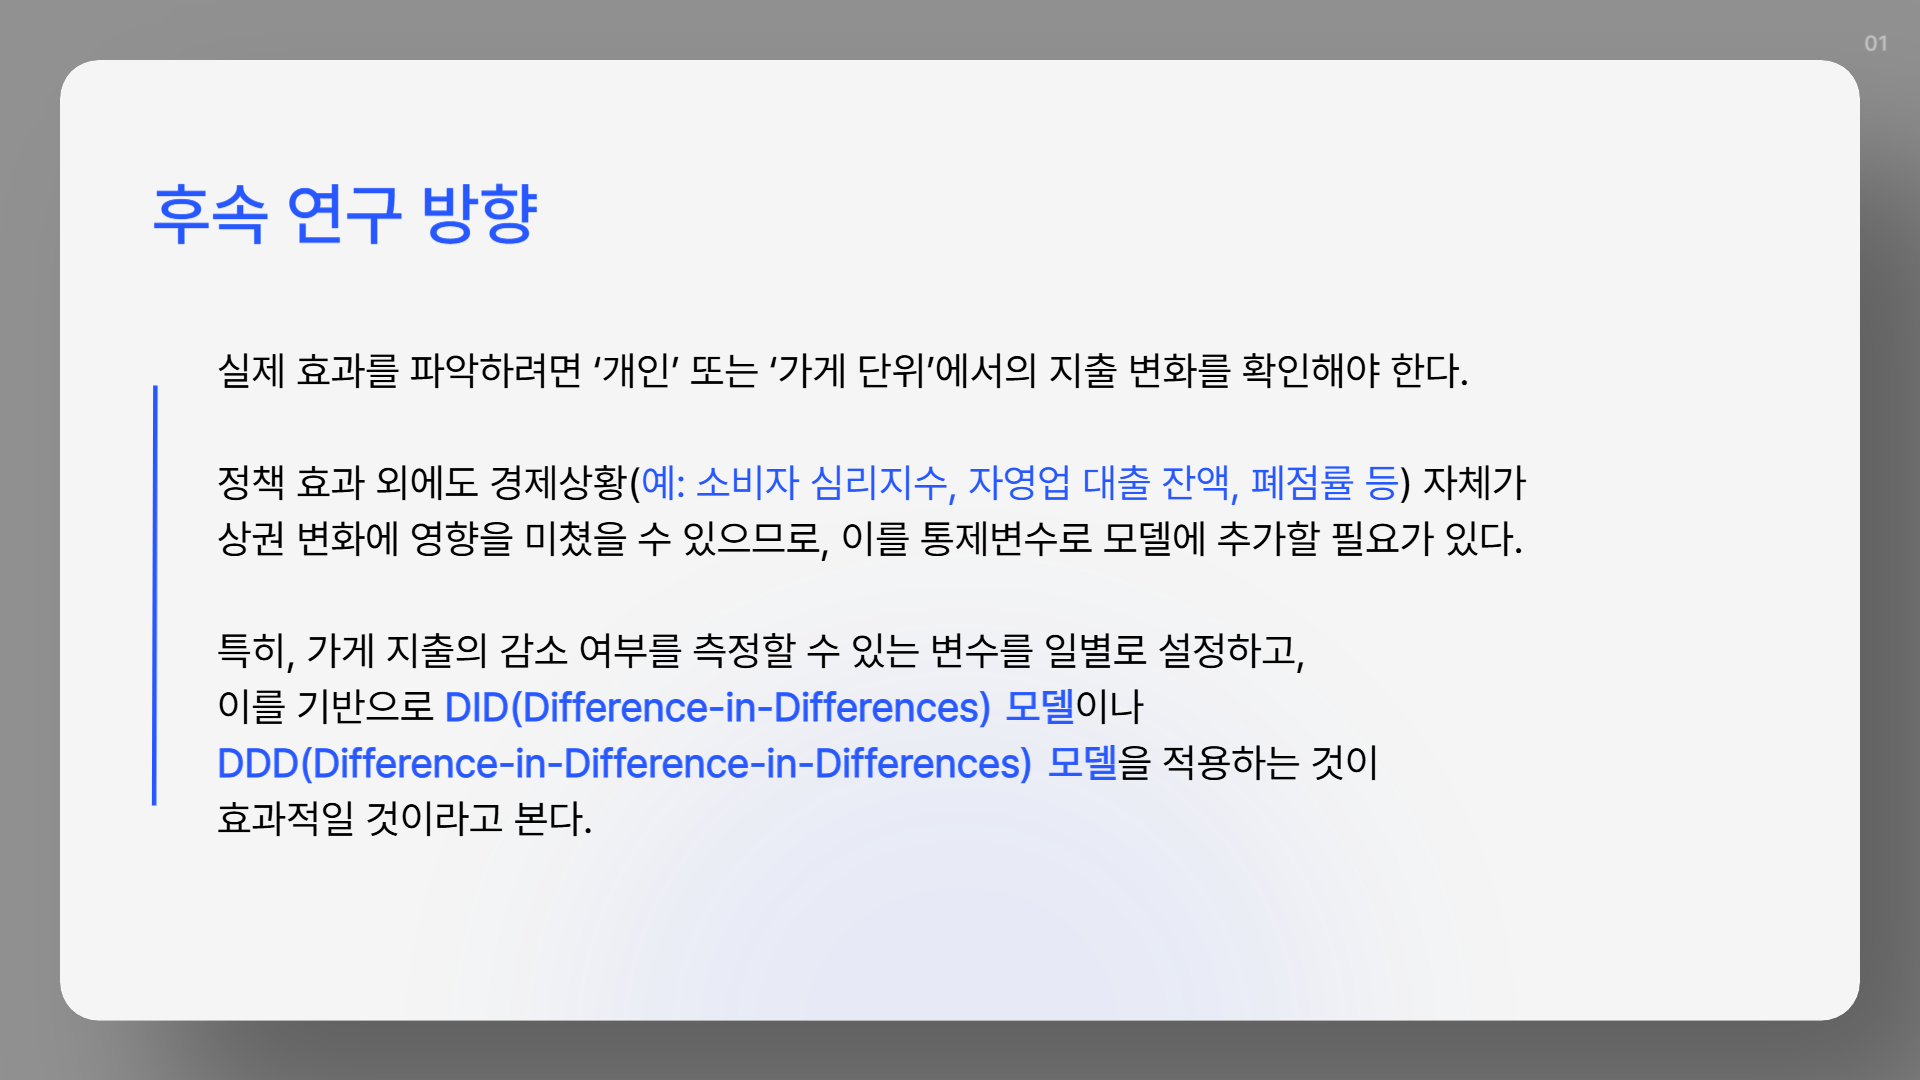 01
후속 연구 방향
실제 효과를 파악하려면 ‘개인’ 또는 ‘가게 단위’에서의 지출 변화를 확인해야 한다.
정책 효과 외에도 경제상황(예: 소비자 심리지수, 자영업 대출 잔액, 폐점률 등) 자체가
상권 변화에 영향을 미쳤을 수 있으므로, 이를 통제변수로 모델에 추가할 필요가 있다.
특히, 가게 지출의 감소 여부를 측정할 수 있는 변수를 일별로 설정하고,
이를 기반으로 DID(Difference-in-Differences) 모델이나
DDD(Difference-in-Difference-in-Differences) 모델을 적용하는 것이
효과적일 것이라고 본다.